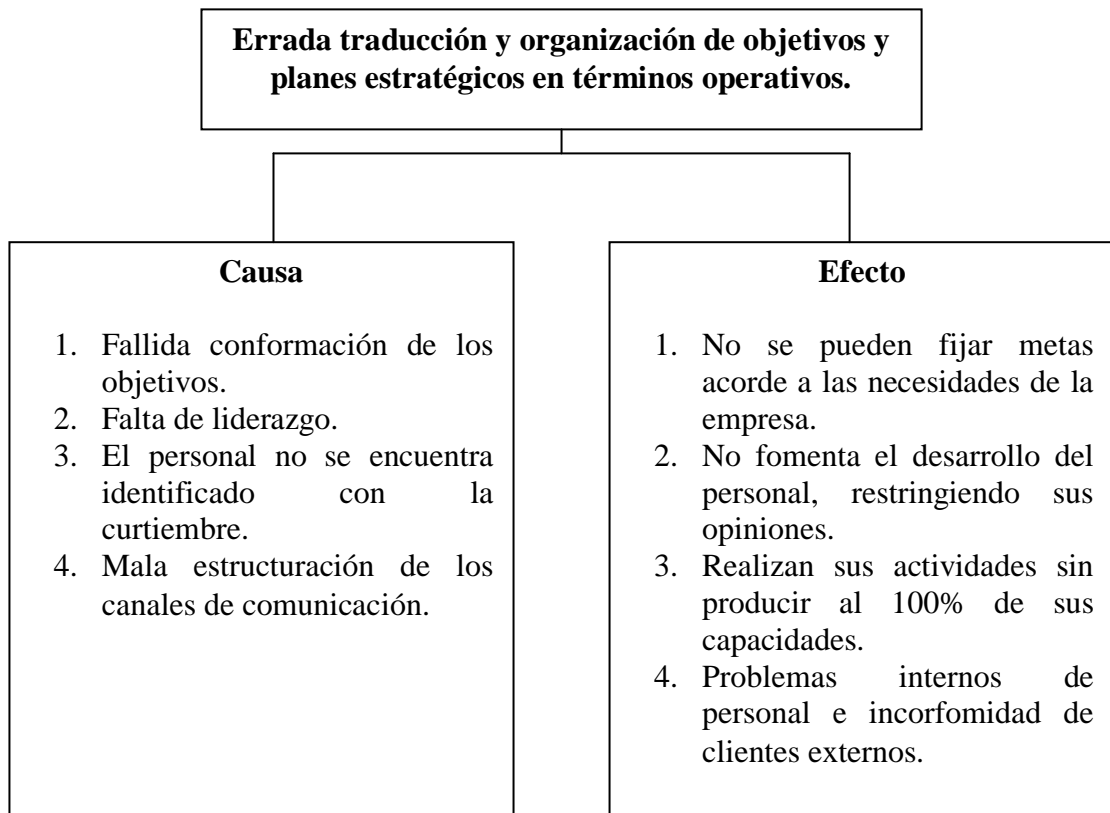 Errada traducción y organización de objetivos y
planes estratégicos en términos operativos.
Causa
1. Fallida conformación de los
objetivos.
2. Falta de liderazgo.
3. El personal no se encuentra
identificado con la
curtiembre.
4. Mala estructuración de los
canales de comunicación.
Efecto
1. No se pueden fijar metas
acorde a las necesidades de la
empresa.
2. No fomenta el desarrollo del
personal, restringiendo sus
opiniones.
3. Realizan sus actividades sin
producir al 100% de sus
capacidades.
4. Problemas internos de
personal e incorfomidad de
clientes externos.